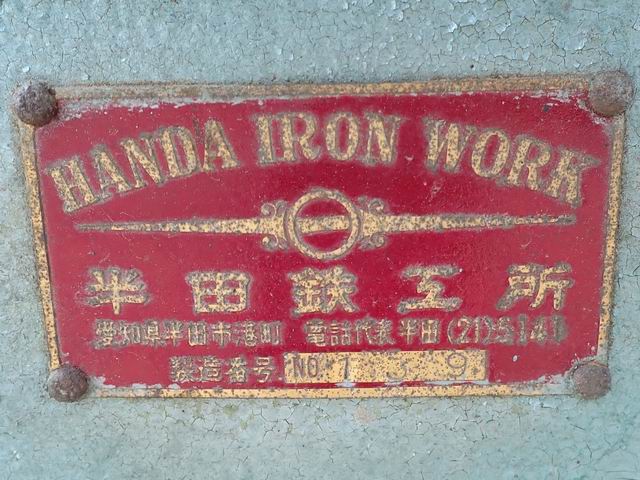 HANDA IRON WORK
半田鉄工所
愛知県半田市港町 電話代表 半田 (21)5141
製造番号 NO. 1 3 9